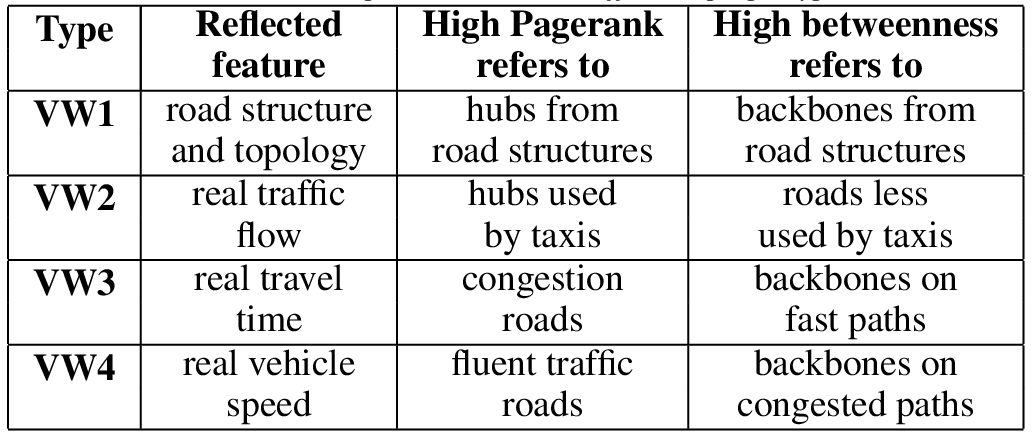 Type Reflected feature High Pagerank refers to High betweenness refers to
VW1 road structure and topology hubs from road structures backbones from road structures
VW2 real traffic flow hubs used by taxis roads less used by taxis
VW3 real travel time congestion roads backbones on fast paths
VW4 real vehicle speed fluent traffic roads backbones on congested paths